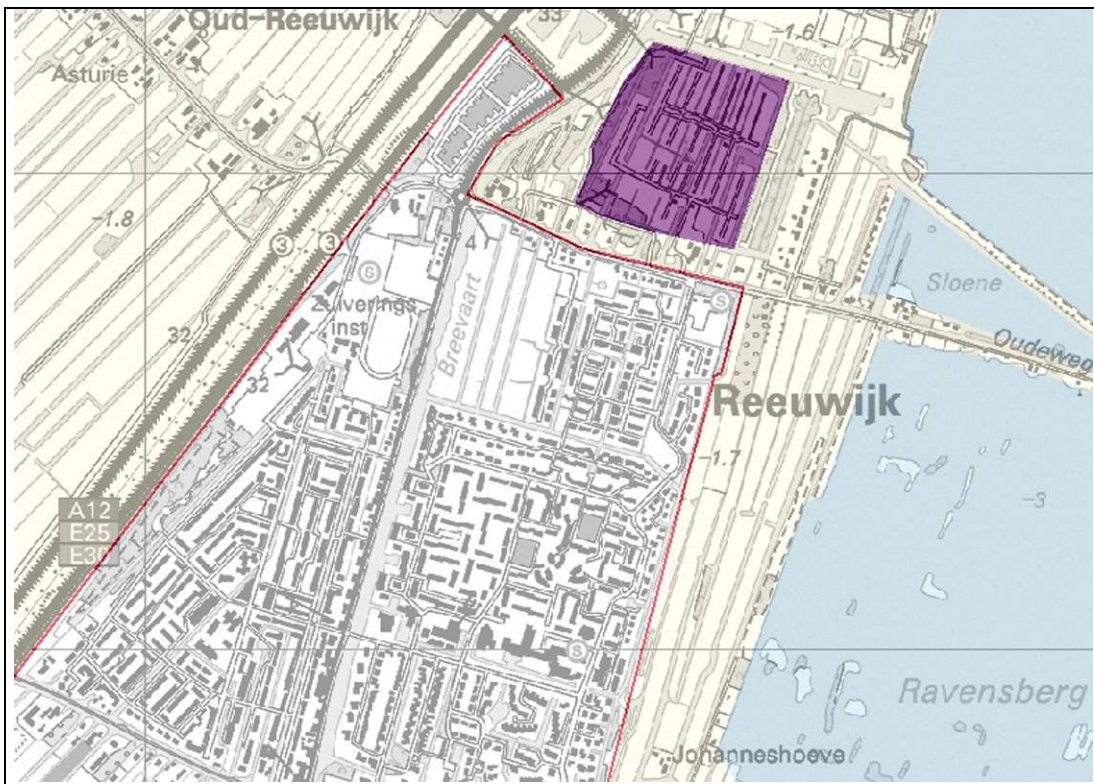 Oud-Reeuwijk
33
-1.6
Asturie
1.7
-1.8
3
3
41
S
Zuiverings
inst
Breevaart
S
Sloene
32
Oudeweg
32
Reeuwijk
-1.7
-3
A12
E25
E30
S
Ravensberg
Johanneshoeve